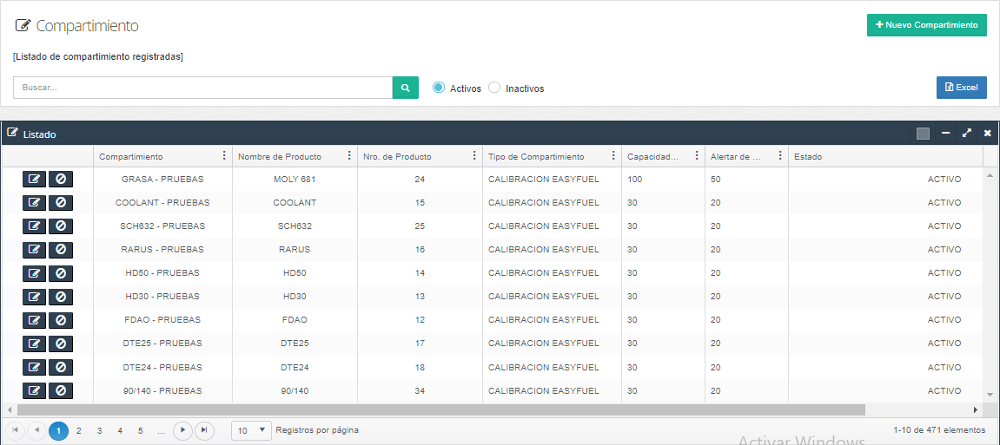 Compartimiento
+ Nuevo Compartimiento
[Listado de compartimiento registradas]
Buscar...
Activos
Inactivos
Excel
Listado
Compartimiento Nombre de Producto Nro. de Producto Tipo de Compartimiento Capacidad... Alertar de ... Estado
GRASA - PRUEBAS MOLY 681 24 CALIBRACION EASYFUEL 100 50 ACTIVO
COOLANT - PRUEBAS COOLANT 15 CALIBRACION EASYFUEL 30 20 ACTIVO
SCH632 - PRUEBAS SCH632 25 CALIBRACION EASYFUEL 30 20 ACTIVO
RARUS - PRUEBAS RARUS 16 CALIBRACION EASYFUEL 30 20 ACTIVO
HD50 - PRUEBAS HD50 14 CALIBRACION EASYFUEL 30 20 ACTIVO
HD30 - PRUEBAS HD30 13 CALIBRACION EASYFUEL 30 20 ACTIVO
FDAO - PRUEBAS FDAO 12 CALIBRACION EASYFUEL 30 20 ACTIVO
DTE25 - PRUEBAS DTE25 17 CALIBRACION EASYFUEL 30 20 ACTIVO
DTE24 - PRUEBAS DTE24 18 CALIBRACION EASYFUEL 30 20 ACTIVO
90/140 - PRUEBAS 90/140 34 CALIBRACION EASYFUEL 30 20 ACTIVO
1 2 3 4 5 ... 10 Registros por página 1-10 de 471 elementos
Activar Windows